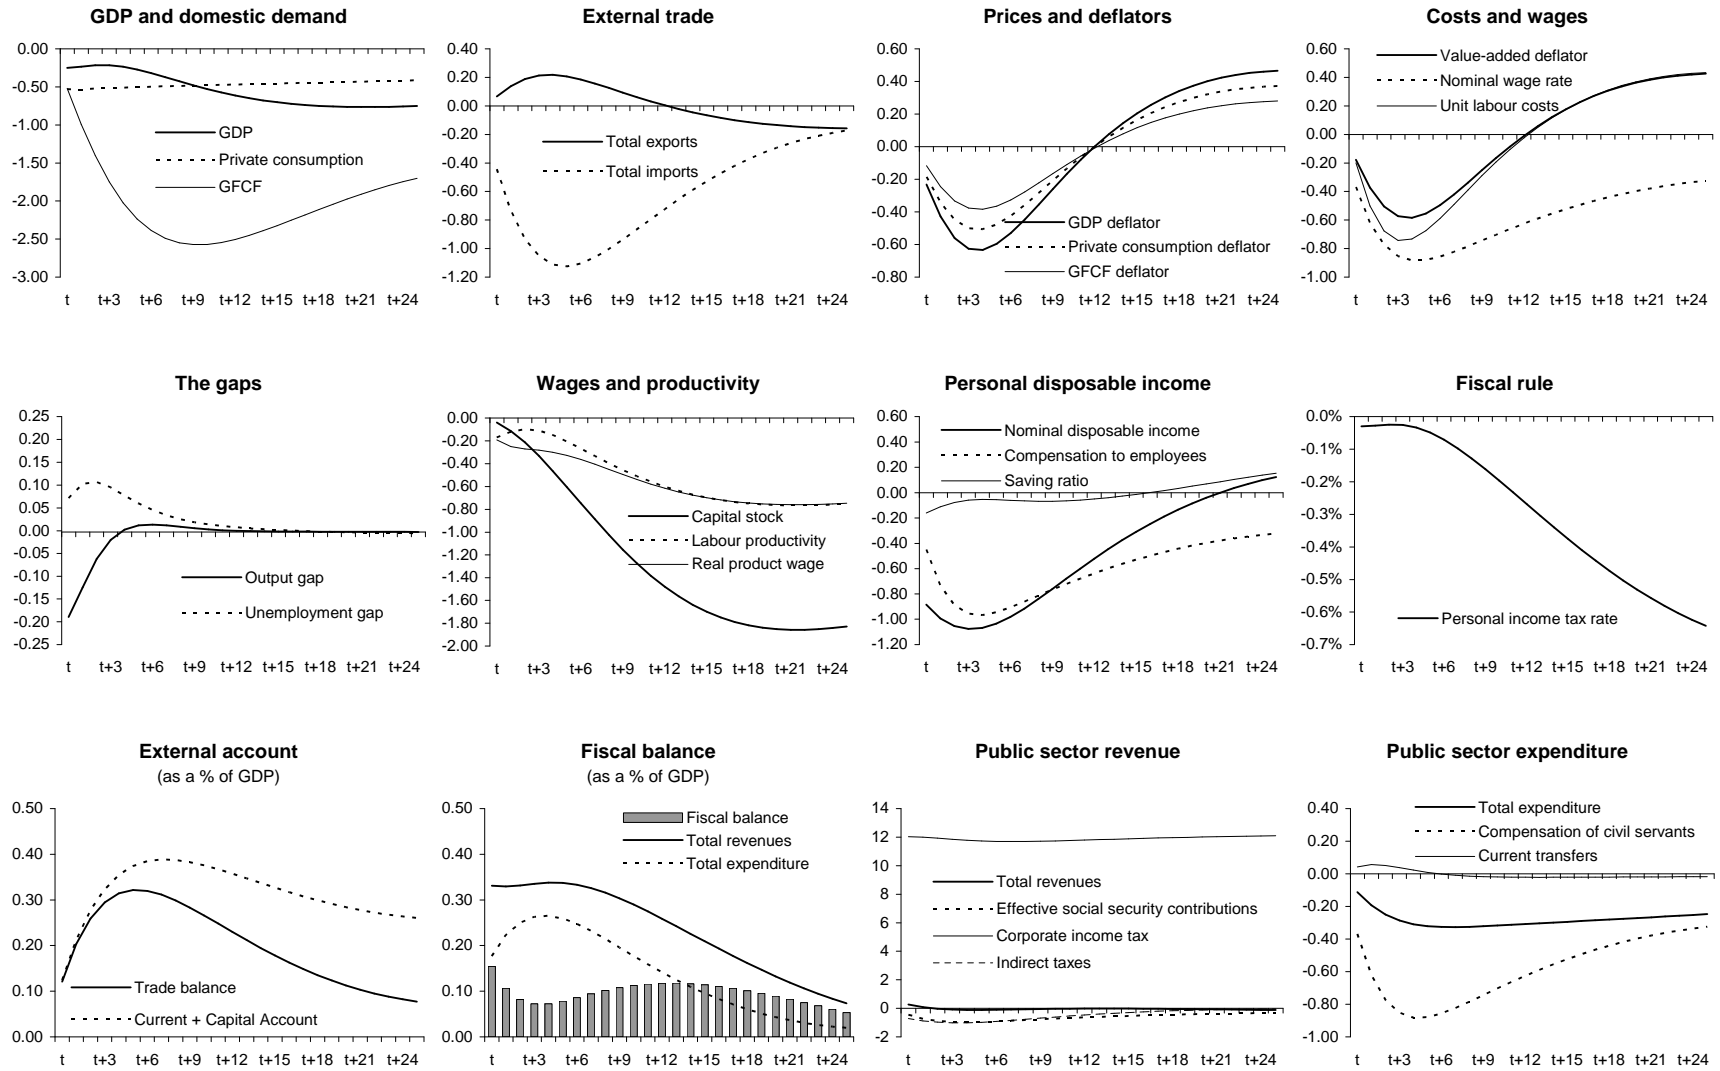 GDP and domestic demand
0.00
-0.50
-1.00
-1.50
-2.00
-2.50
-3.00
GDP
Private consumption
GFCF
t t+3 t+6 t+9 t+12 t+15 t+18 t+21 t+24
External trade
0.40
0.20
0.00
-0.20
-0.40
-0.60
-0.80
-1.00
-1.20
Total exports
Total imports
t t+3 t+6 t+9 t+12 t+15 t+18 t+21 t+24
Prices and deflators
0.60
0.40
0.20
0.00
-0.20
-0.40
-0.60
-0.80
GDP deflator
Private consumption deflator
GFCF deflator
t t+3 t+6 t+9 t+12 t+15 t+18 t+21 t+24
Costs and wages
0.60
0.40
0.20
0.00
-0.20
-0.40
-0.60
-0.80
-1.00
Value-added deflator
Nominal wage rate
Unit labour costs
t t+3 t+6 t+9 t+12 t+15 t+18 t+21 t+24
The gaps
0.25
0.20
0.15
0.10
0.05
0.00
-0.05
-0.10
-0.15
-0.20
-0.25
Output gap
Unemployment gap
t t+3 t+6 t+9 t+12 t+15 t+18 t+21 t+24
Wages and productivity
0.00
-0.20
-0.40
-0.60
-0.80
-1.00
-1.20
-1.40
-1.60
-1.80
-2.00
Capital stock
Labour productivity
Real product wage
t t+3 t+6 t+9 t+12 t+15 t+18 t+21 t+24
Personal disposable income
0.60
0.40
0.20
0.00
-0.20
-0.40
-0.60
-0.80
-1.00
-1.20
Nominal disposable income
Compensation to employees
Saving ratio
t t+3 t+6 t+9 t+12 t+15 t+18 t+21 t+24
Fiscal rule
0.0%
-0.1%
-0.2%
-0.3%
-0.4%
-0.5%
-0.6%
-0.7%
Personal income tax rate
t t+3 t+6 t+9 t+12 t+15 t+18 t+21 t+24
External account
(as a % of GDP)
0.50
0.40
0.30
0.20
0.10
0.00
Trade balance
Current + Capital Account
t t+3 t+6 t+9 t+12 t+15 t+18 t+21 t+24
Fiscal balance
(as a % of GDP)
0.50
0.40
0.30
0.20
0.10
0.00
Fiscal balance
Total revenues
Total expenditure
t t+3 t+6 t+9 t+12 t+15 t+18 t+21 t+24
Public sector revenue
14
12
10
8
6
4
2
0
-2
Total revenues
Effective social security contributions
Corporate income tax
Indirect taxes
t t+3 t+6 t+9 t+12 t+15 t+18 t+21 t+24
Public sector expenditure
0.40
0.20
0.00
-0.20
-0.40
-0.60
-0.80
-1.00
Total expenditure
Compensation of civil servants
Current transfers
t t+3 t+6 t+9 t+12 t+15 t+18 t+21 t+24